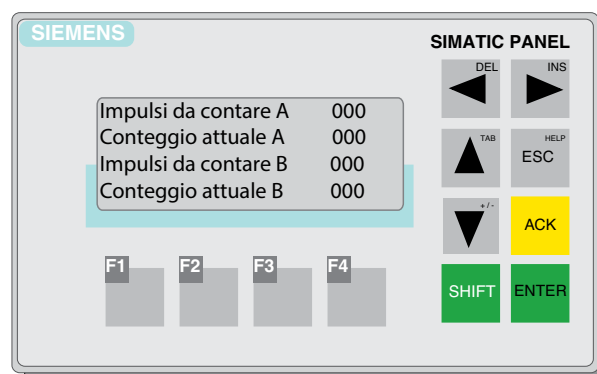 SIEMENS
SIMATIC PANEL
DEL
INS
Impulsi da contare A 000
Conteggio attuale A 000
Impulsi da contare B 000
Conteggio attuale B 000
TAB
HELP
ESC
+/-
ACK
F1 F2 F3 F4
SHIFT
ENTER